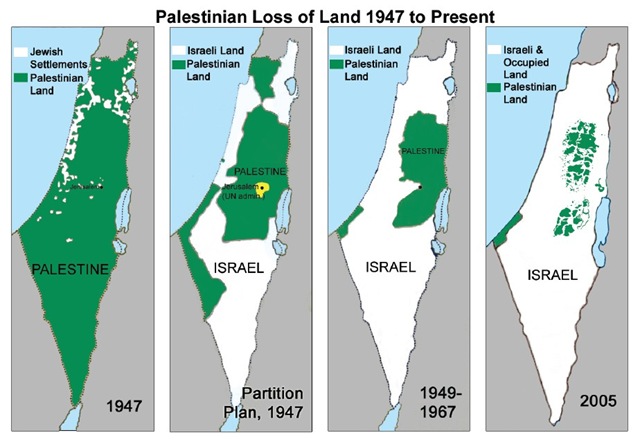 Palestinian Loss of Land 1947 to Present
Jewish
Settlements
Palestinian
Land
Jerusalem
PALESTINE
1947
Israeli Land
Palestinian
Land
PALESTINE
Jerusalem
(UN admin)
ISRAEL
Partition
Plan, 1947
Israeli Land
Palestinian
Land
PALESTINE
ISRAEL
1949-
1967
Israeli &
Occupied
Land
Palestinian
Land
ISRAEL
2005